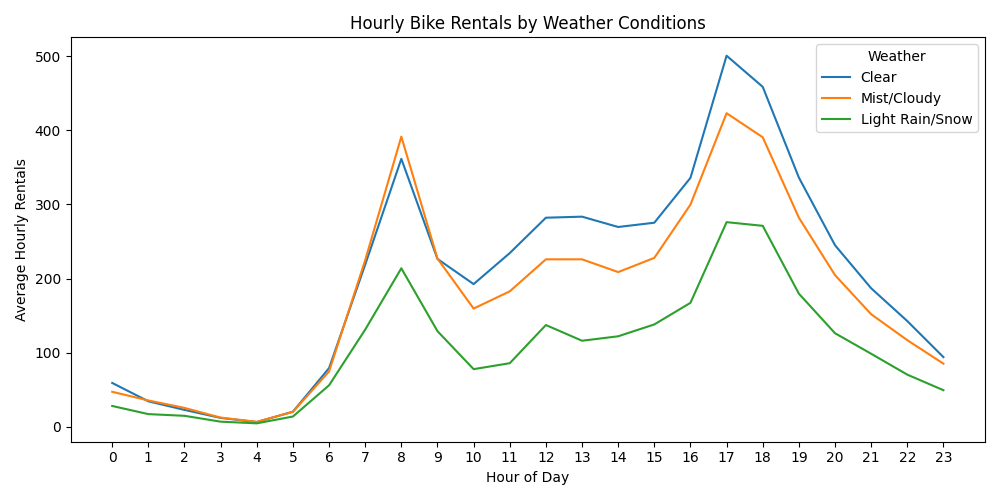 Hourly Bike Rentals by Weather Conditions
Weather
Clear
Mist/Cloudy
Light Rain/Snow
Average Hourly Rentals
500
400
300
200
100
0
0 1 2 3 4 5 6 7 8 9 10 11 12 13 14 15 16 17 18 19 20 21 22 23
Hour of Day